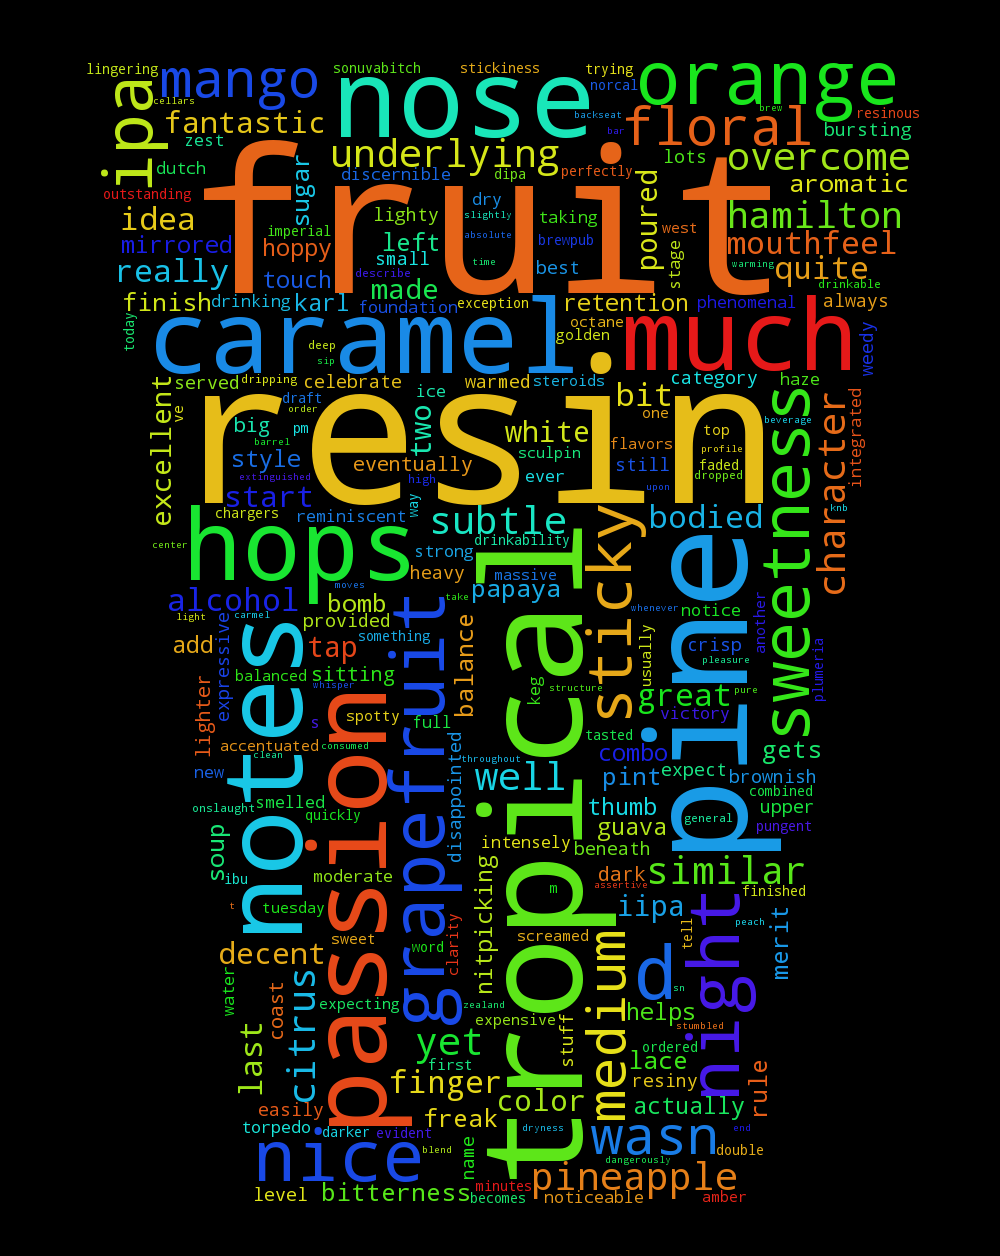 lingering
mango
sonuvabitch
stickiness
trying
orange
cellars
ipa
nose
norcal
brew
resinous
fantastic
backseat
floral
bursting
zest
bar
underlying
lots
overcome
dutch
discernible
dipa
perfectly
aromatic
outstanding
sugar
fruit
dry
poured
idea
lighty
slightly
taking
hamilton
imperial
west
mirrored
hoppy
left
absolute
brewpub
mouthfeel
really
small
time
best
stage
warming
quite
touch
describe
made
drinkable
finish
drinking
karl
foundation
exception
retention
phenomenal
always
today
caramel
golden
octane
much
weedy
deep
sip
served
dripping
celebrate
warmed
steroids
category
haze
excellent
ve
draft
ice
bit
sweetness
character
integrated
order
resin
big
pm
two
white
one
top
beverage
barrel
sculpin
flavors
profile
style
eventually
still
faded
extinguished
high
ever
dropped
start
way
upon
chargers
reminiscent
subtle
bodied
knb
hops
drinkability
center
strong
tropical
sticky
pine
heavy
massive
moves
papaya
alcohol
bomb
take
whenever
notice
another
light
carmel
provided
add
expressive
notes
tap
something
grapefruit
balance
usually
crisp
plumeria
pleasure
balanced
sitting
whisper
keg
structure
great
pure
lighter
passion
s
spotty
full
victory
accentuated
consumed
tasted
clean
disappointed
throughout
combo
gets
new
well
pint
expect
brownish
onslaught
smelled
thumb
combined
quickly
upper
guava
general
pungent
soup
intensely
beneath
ibu
moderate
nitpicking
dark
similar
m
assertive
finished
t
tuesday
iipa
night
merit
peach
sweet
word
clarity
screamed
tell
decent
medium
d
water
coast
citrus
expecting
zealand
sn
helps
expensive
stumbled
last
yet
stuff
ordered
first
lace
rule
finger
resiny
easily
freak
color
actually
torpedo
darker
evident
dryness
wasn
end
nice
blend
name
double
dangerously
level
bitterness
minutes
becomes
pineapple
noticeable
amber